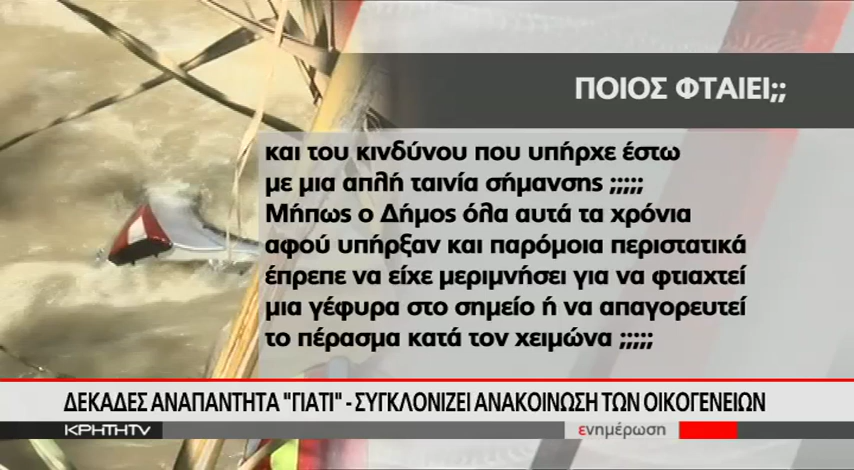 ΠΟΙΟΣ ΦΤΑΙΕΙ;;
και του κινδύνου που υπήρχε έστω
με μια απλή ταινία σήμανσης ;;;;;
Μήπως ο Δήμος όλα αυτά τα χρόνια
αφού υπήρξαν και παρόμοια περιστατικά
έπρεπε να είχε μεριμνήσει για να φτιαχτεί
μια γέφυρα στο σημείο ή να απαγορευτεί
το πέρασμα κατά τον χειμώνα ;;;;;
ΔΕΚΑΔΕΣ ΑΝΑΠΑΝΤΗΤΑ "ΓΙΑΤΙ" - ΣΥΓΚΛΟΝΙΖΕΙ ΑΝΑΚΟΙΝΩΣΗ ΤΩΝ ΟΙΚΟΓΕΝΕΙΩΝ
ΚΡΗΤΗTV
ενημέρωση